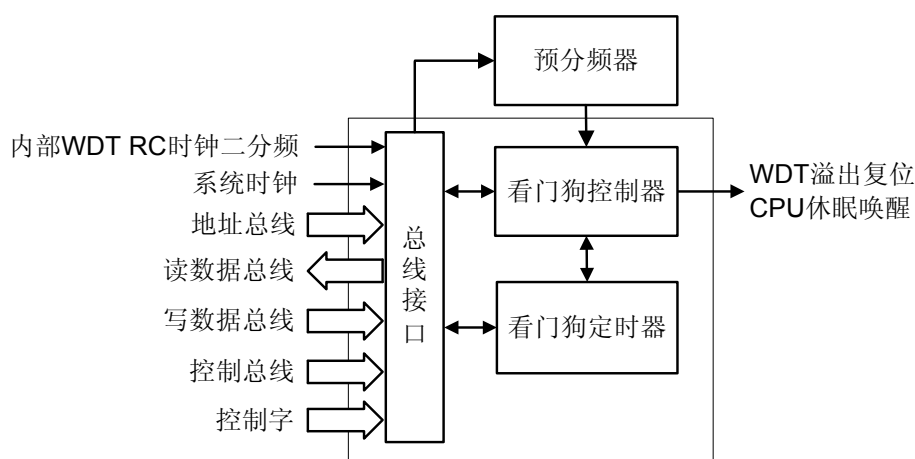 预分频器
内部WDT RC时钟二分频
系统时钟
地址总线
读数据总线
写数据总线
控制总线
控制字
总线接口
看门狗控制器
看门狗定时器
WDT溢出复位
CPU休眠唤醒